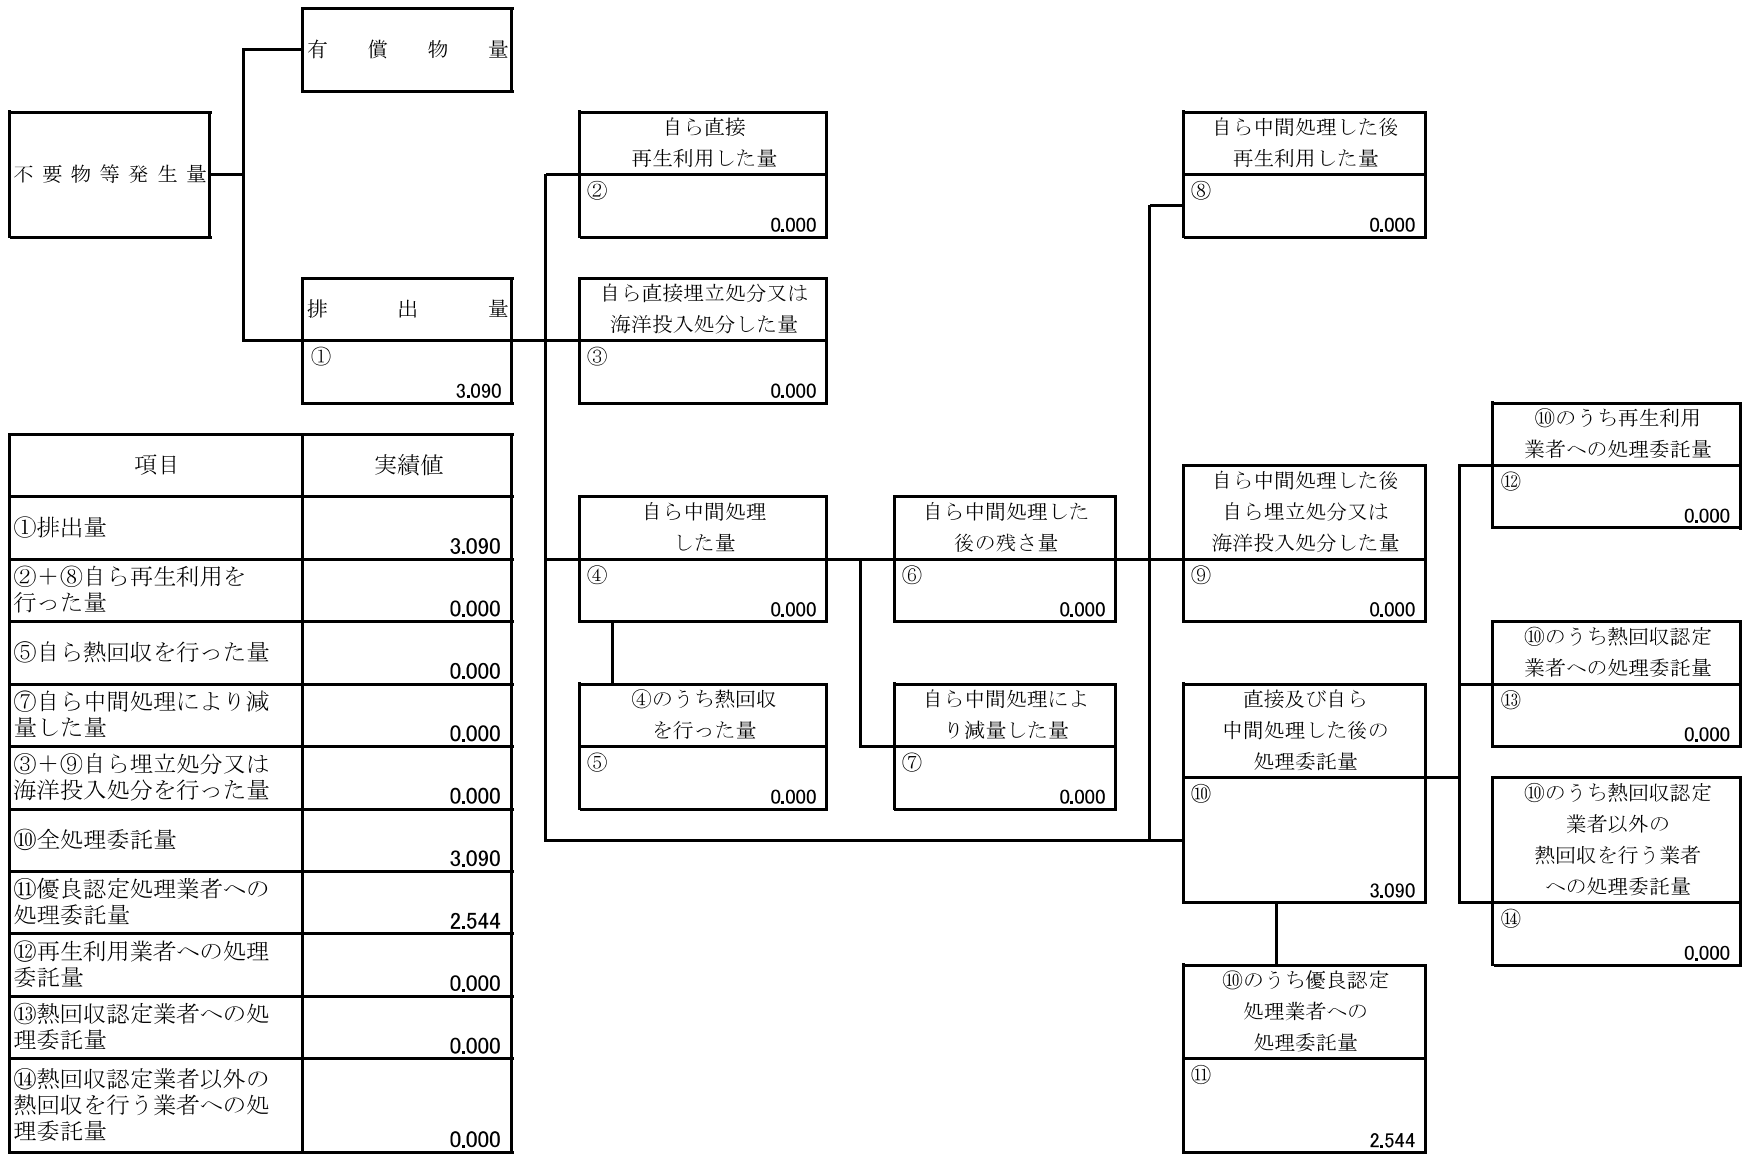 有償物量
不要物等発生量
排出量
①
3.090
自ら直接
再生利用した量
②
0.000
自ら直接埋立処分又は
海洋投入処分した量
③
0.000
自ら中間処理した後
再生利用した量
⑧
0.000
項目 実績値
①排出量
3.090
②＋⑧自ら再生利用を
行った量
0.000
⑤自ら熱回収を行った量
0.000
⑦自ら中間処理により減
量した量
0.000
③＋⑨自ら埋立処分又は
海洋投入処分を行った量
0.000
⑩全処理委託量
3.090
⑪優良認定処理業者への
処理委託量
2.544
⑫再生利用業者への処理
委託量
0.000
⑬熱回収認定業者への処
理委託量
0.000
⑭熱回収認定業者以外の
熱回収を行う業者への処
理委託量
0.000
自ら中間処理
した量
④
0.000
④のうち熱回収
を行った量
⑤
0.000
自ら中間処理した
後の残さ量
⑥
0.000
自ら中間処理によ
り減量した量
⑦
0.000
自ら中間処理した後
自ら埋立処分又は
海洋投入処分した量
⑨
0.000
直接及び自ら
中間処理した後の
処理委託量
⑩
3.090
⑩のうち優良認定
処理業者への
処理委託量
⑪
2.544
⑩のうち再生利用
業者への処理委託量
⑫
0.000
⑩のうち熱回収認定
業者への処理委託量
⑬
0.000
⑩のうち熱回収認定
業者以外の
熱回収を行う業者
への処理委託量
⑭
0.000